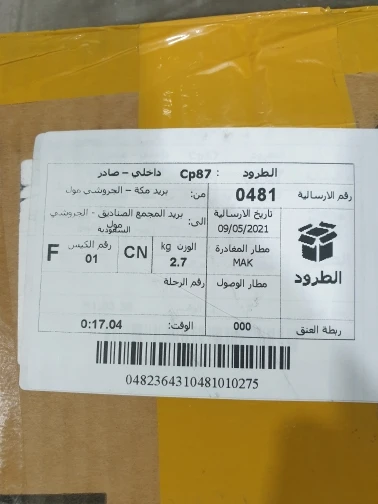 الطرود : Cp87 داخلي – صادر
رقم الارسالية 0481 من: بريد مكة – الجروشي مول
تاريخ الارسالية 09/05/2021 الى: بريد المجمع الصناديق - الجروشي مول السعودية
الطرود
مطار المغادرة MAK
الوزن kg 2.7
CN
رقم الكيس 01
F
مطار الوصول
رقم الرحلة
ربطة العنق 000 الوقت: 0:17.04
0482364310481010275